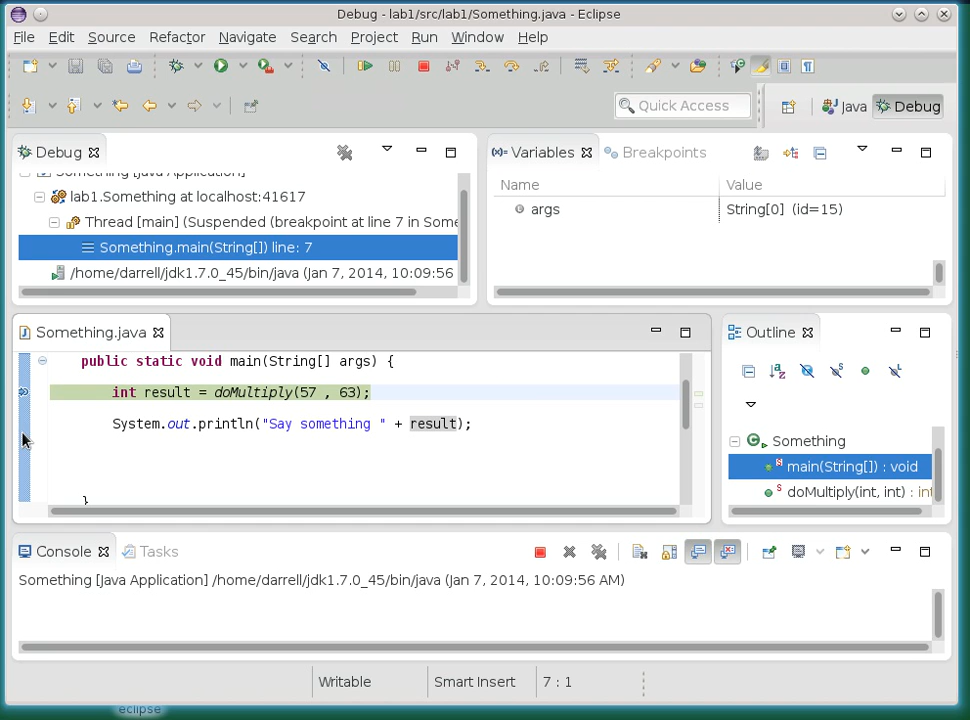 Debug - lab1/src/lab1/Something.java - Eclipse
File Edit Source Refactor Navigate Search Project Run Window Help
Quick Access
Java
Debug
Debug
Something [Java Application]
lab1.Something at localhost:41617
Thread [main] (Suspended (breakpoint at line 7 in Some
Something.main(String[]) line: 7
/home/darrell/jdk1.7.0_45/bin/java (Jan 7, 2014, 10:09:56
(x)= Variables
Breakpoints
Name Value
args String[0] (id=15)
Something.java
public static void main(String[] args) {
int result = doMultiply(57 , 63);
System.out.println("Say something " + result);
}
Outline
Something
main(String[]) : void
doMultiply(int, int) : int
Console
Tasks
Something [Java Application] /home/darrell/jdk1.7.0_45/bin/java (Jan 7, 2014, 10:09:56 AM)
Writable Smart Insert 7 : 1
eclipse